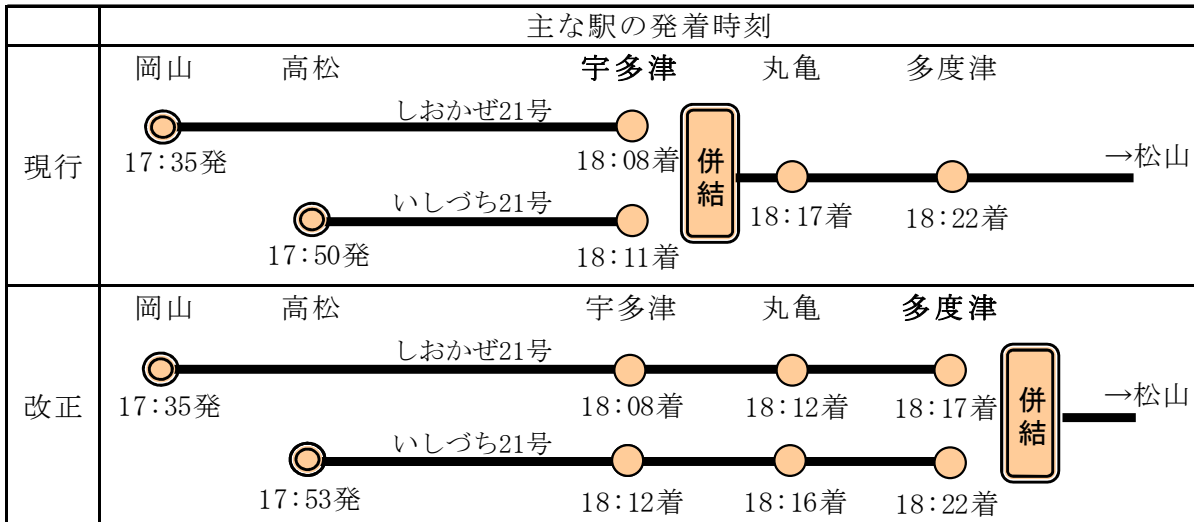 主な駅の発着時刻
現行
岡山 高松 宇多津 丸亀 多度津
しおかぜ21号
17:35発 18:08着
併結
→松山
いしづち21号
18:17着 18:22着
17:50発 18:11着
改正
岡山 高松 宇多津 丸亀 多度津
しおかぜ21号
17:35発 18:08着 18:12着 18:17着
併結
→松山
いしづち21号
17:53発 18:12着 18:16着 18:22着